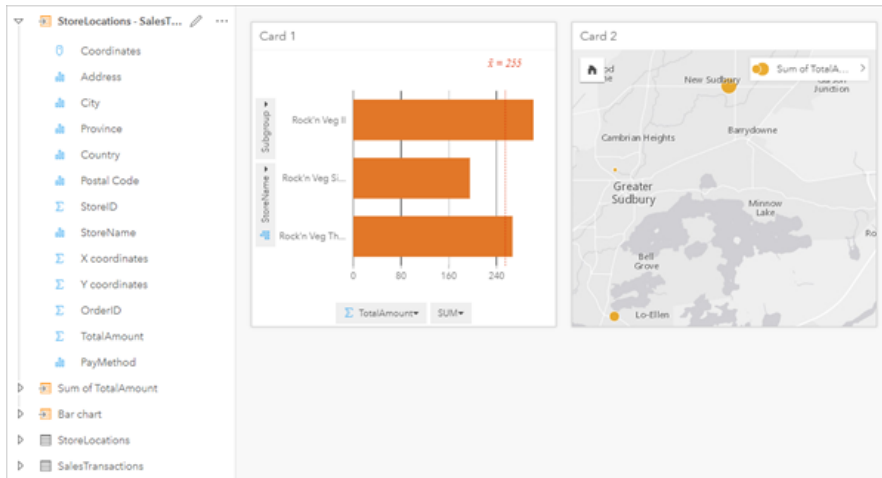 StoreLocations - SalesT...
Coordinates
Address
City
Province
Country
Postal Code
StoreID
StoreName
X coordinates
Y coordinates
OrderID
TotalAmount
PayMethod
Sum of TotalAmount
Bar chart
StoreLocations
SalesTransactions
Card 1
x̄ = 255
Subgroup
StoreName
Rock'n Veg II
Rock'n Veg Si...
Rock'n Veg Th...
0 80 160 240
TotalAmount SUM
Card 2
Sum of TotalA...
New Sudbury
Junction
Cambrian Heights
Barrydowne
Greater
Sudbury
Minnow
Lake
Ro
Bell
Grove
Lo-Ellen